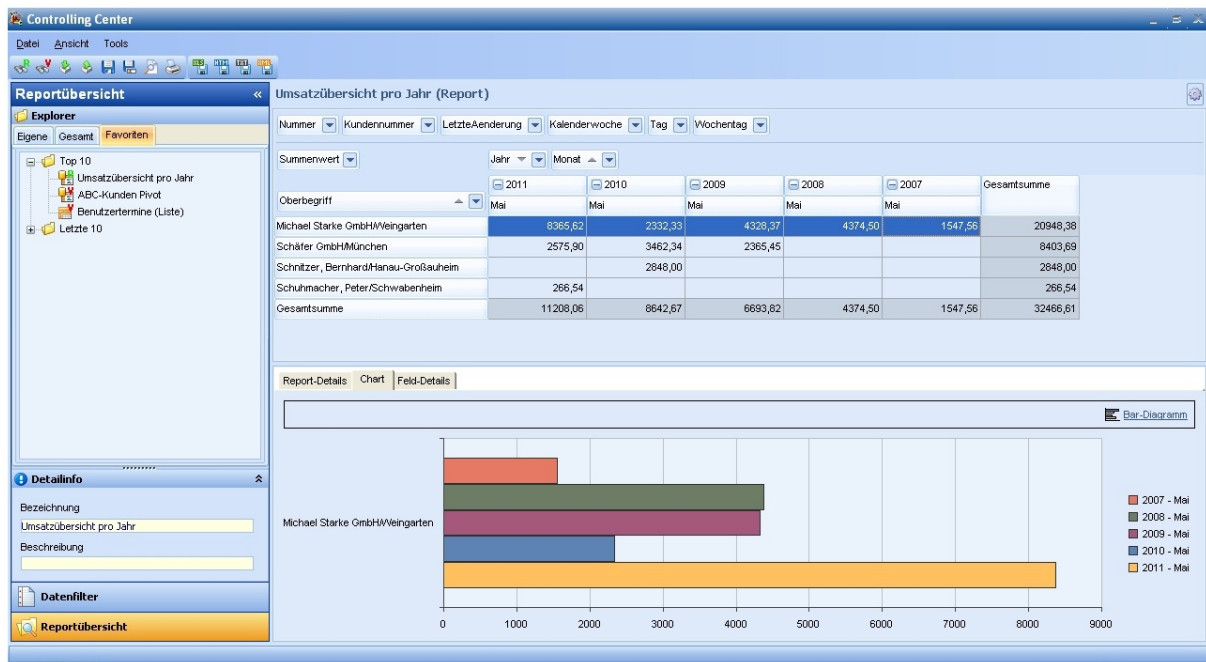 Controlling Center
Datei Ansicht Tools
Reportübersicht «
Explorer
Eigene Gesamt Favoriten
Top 10
Umsatzübersicht pro Jahr
ABC-Kunden Pivot
Benutzertermine (Liste)
Letzte 10
Detailinfo
Bezeichnung
Umsatzübersicht pro Jahr
Beschreibung
Datenfilter
Reportübersicht
Umsatzübersicht pro Jahr (Report)
Nummer Kundennummer LetzteAenderung Kalenderwoche Tag Wochentag
Summenwert Jahr Monat
2011 2010 2009 2008 2007 Gesamtsumme
Oberbegriff Mai Mai Mai Mai Mai
Michael Starke GmbH/Weingarten 8365,62 2332,33 4328,37 4374,50 1547,56 20948,38
Schäfer GmbH/München 2575,90 3462,34 2365,45 8403,69
Schnitzer, Bernhard/Hanau-Großauheim 2848,00 2848,00
Schuhmacher, Peter/Schwabenheim 266,54 266,54
Gesamtsumme 11208,06 8642,67 6693,82 4374,50 1547,56 32466,61
Report-Details Chart Feld-Details
Bar-Diagramm
Michael Starke GmbH/Weingarten
2007 - Mai
2008 - Mai
2009 - Mai
2010 - Mai
2011 - Mai
0 1000 2000 3000 4000 5000 6000 7000 8000 9000